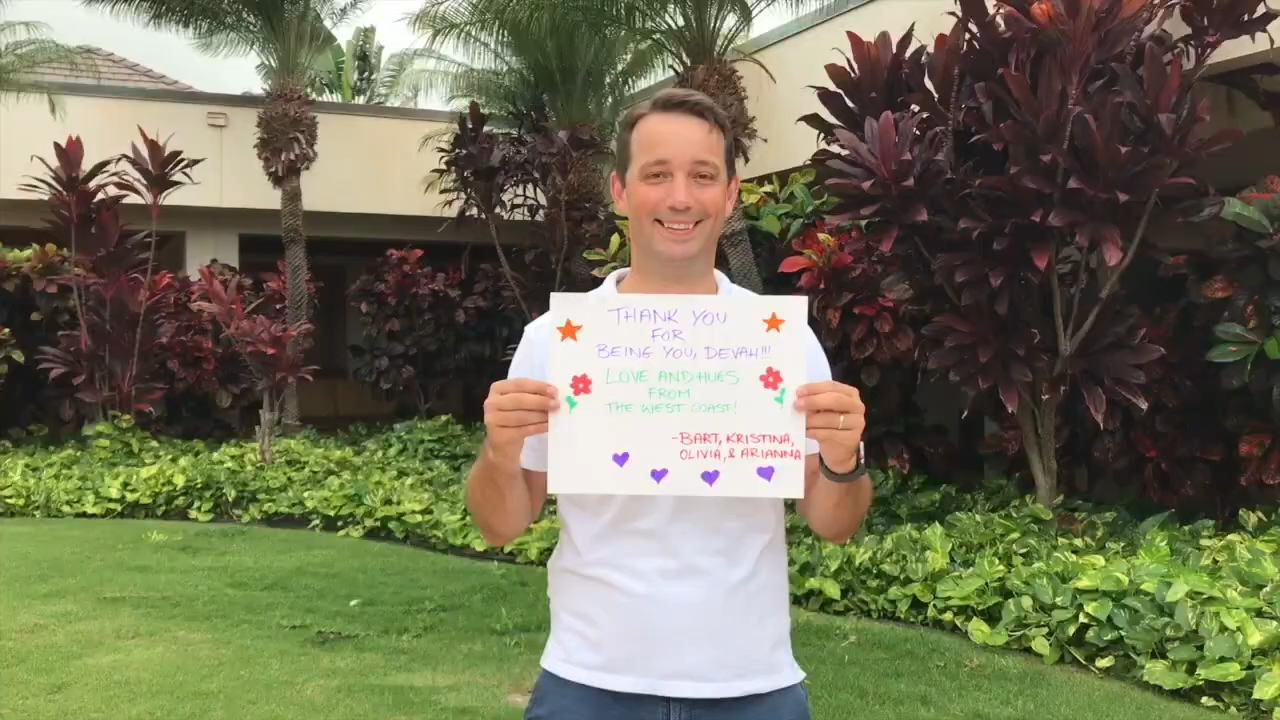 THANK YOU
FOR
BEING YOU, DEVAH!!!
LOVE AND HUGS
FROM
THE WEST COAST!
-BART, KRISTINA,
OLIVIA, & ARIANNA